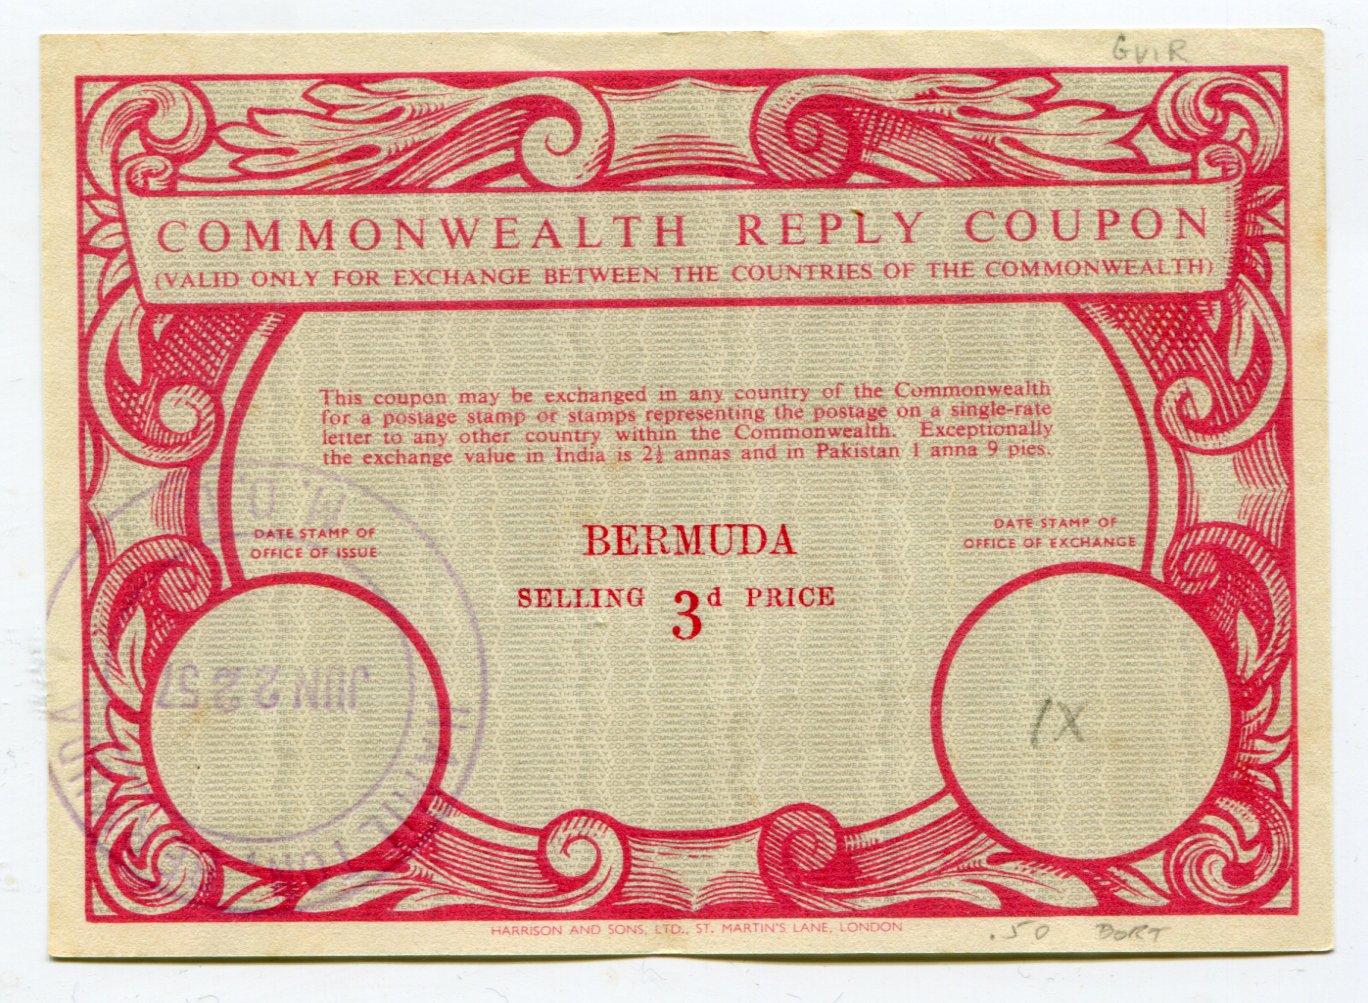 GVIR
COMMONWEALTH REPLY COUPON
(VALID ONLY FOR EXCHANGE BETWEEN THE COUNTRIES OF THE COMMONWEALTH)
This coupon may be exchanged in any country of the Commonwealth
for a postage stamp or stamps representing the postage on a single-rate
letter to any other country within the Commonwealth. Exceptionally
the exchange value in India is 2½ annas and in Pakistan 1 anna 9 pies.
DATE STAMP OF
OFFICE OF ISSUE
BERMUDA
SELLING 3d PRICE
DATE STAMP OF
OFFICE OF EXCHANGE
JUN 22 57
IX
HARRISON AND SONS, LTD., ST. MARTIN'S LANE, LONDON
.50 BORT